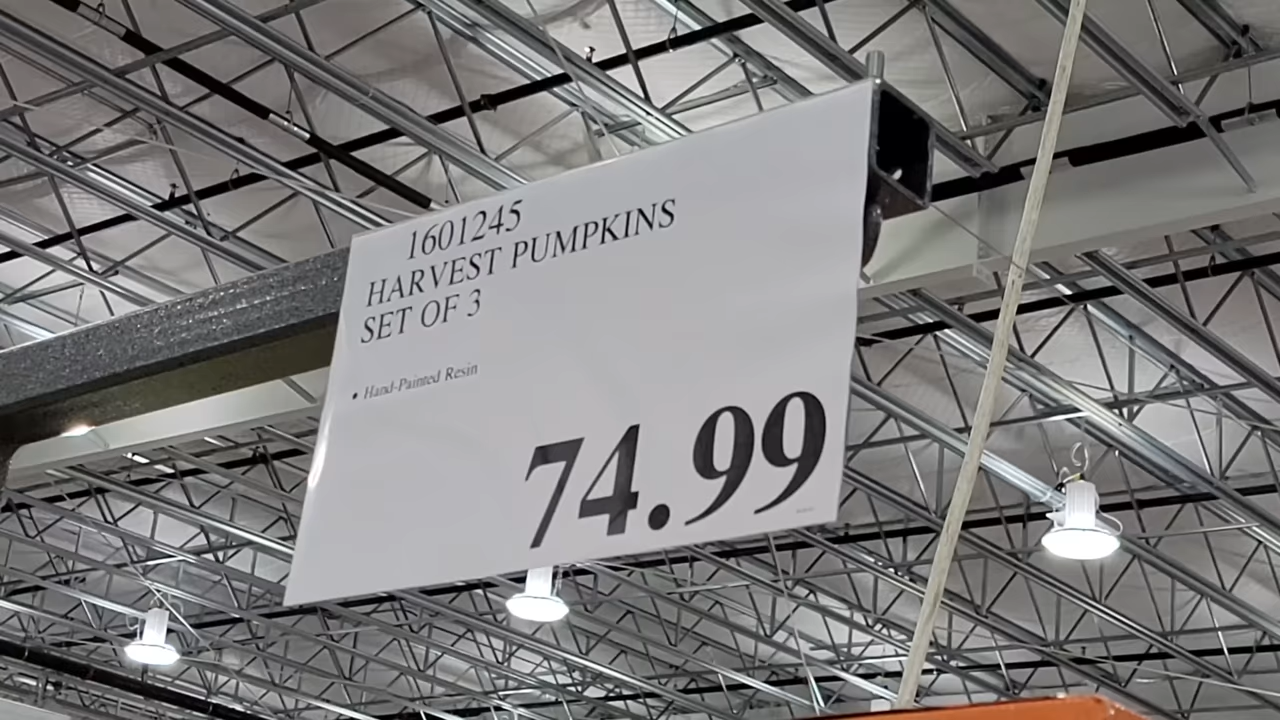 1601245
HARVEST PUMPKINS
SET OF 3
• Hand-Painted Resin
74.99